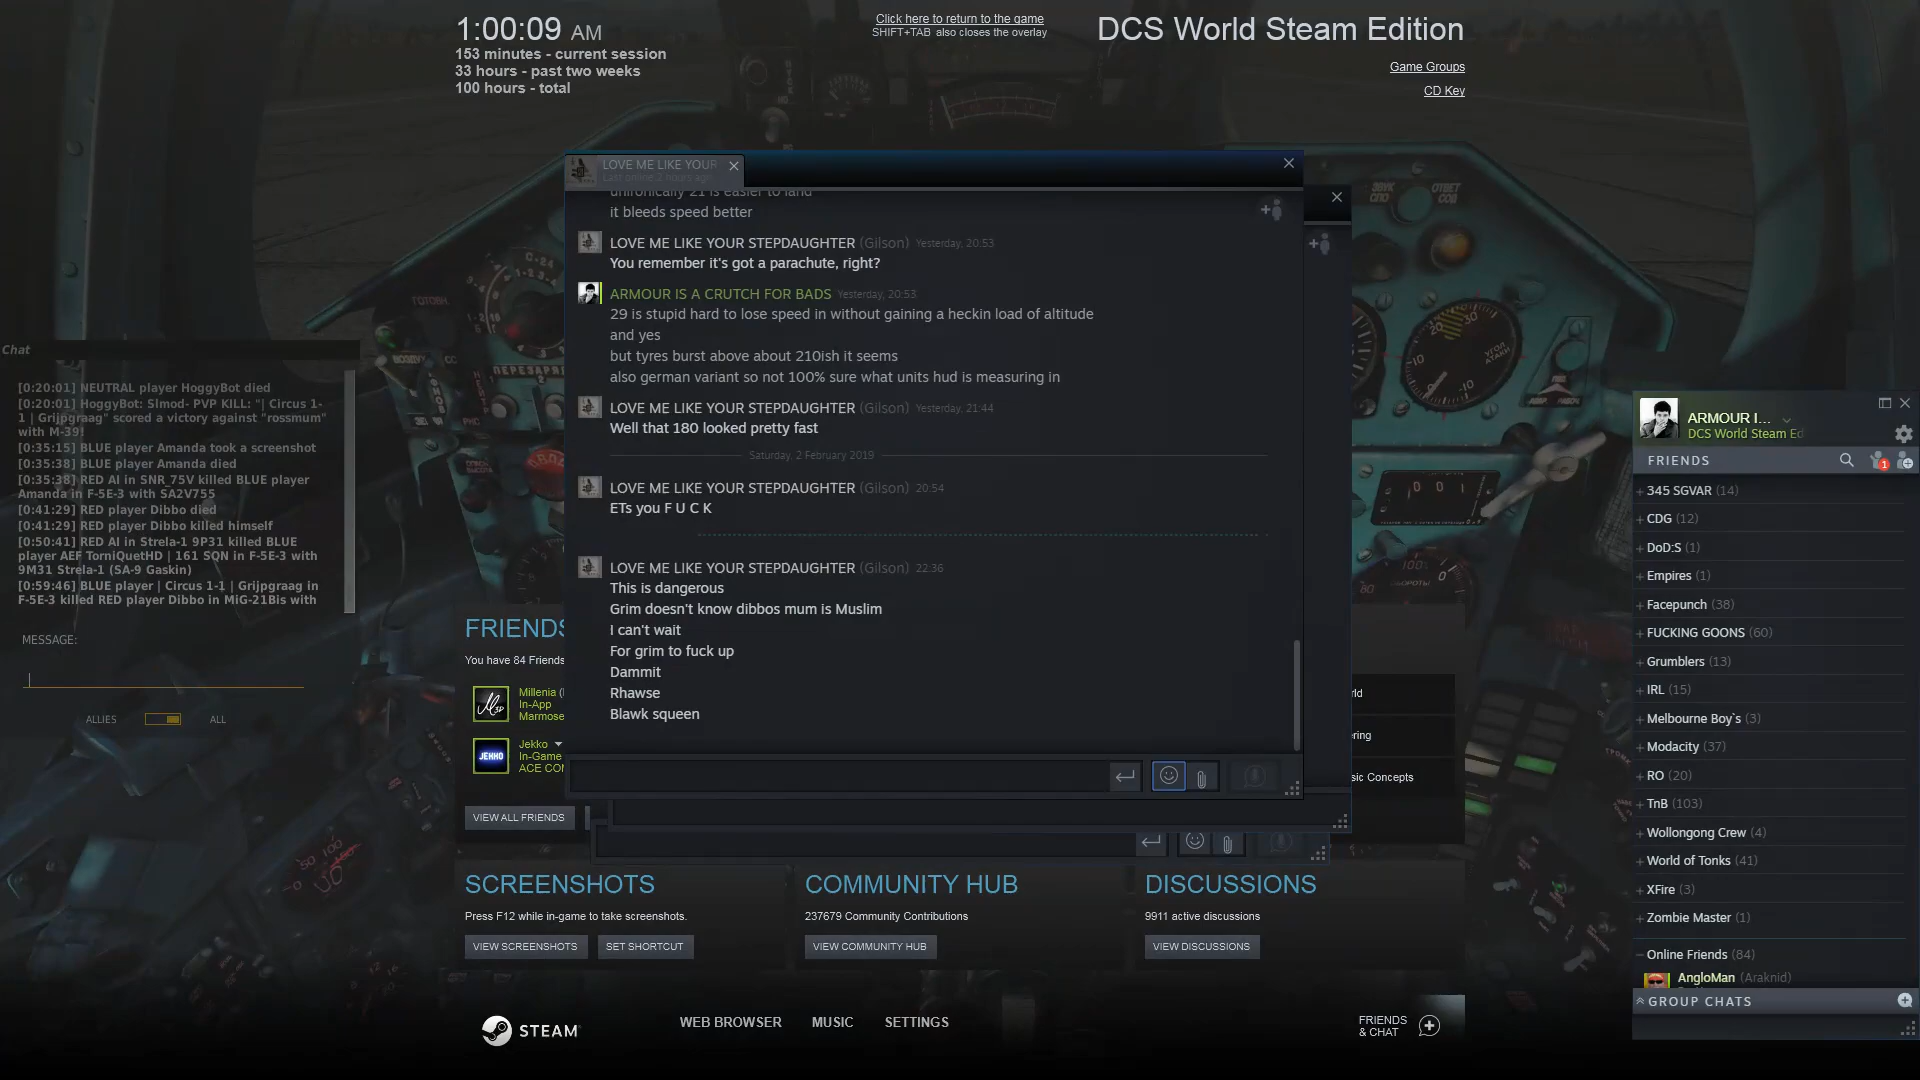 1:00:09 AM
153 minutes - current session
33 hours - past two weeks
100 hours - total
Click here to return to the game
SHIFT+TAB also closes the overlay
DCS World Steam Edition
Game Groups
CD Key
LOVE ME LIKE YOUR
Last online 2 hours ago
unironically 21 is easier to land
it bleeds speed better
LOVE ME LIKE YOUR STEPDAUGHTER (Gilson) Yesterday, 20:53
You remember it's got a parachute, right?
ARMOUR IS A CRUTCH FOR BADS Yesterday, 20:53
29 is stupid hard to lose speed in without gaining a heckin load of altitude
and yes
but tyres burst above about 210ish it seems
also german variant so not 100% sure what units hud is measuring in
LOVE ME LIKE YOUR STEPDAUGHTER (Gilson) Yesterday, 21:44
Well that 180 looked pretty fast
Saturday, 2 February 2019
LOVE ME LIKE YOUR STEPDAUGHTER (Gilson) 20:54
ETs you F U C K
LOVE ME LIKE YOUR STEPDAUGHTER (Gilson) 22:36
This is dangerous
Grim doesn't know dibbos mum is Muslim
I can't wait
For grim to fuck up
Dammit
Rhawse
Blawk squeen
Chat
[0:20:01] NEUTRAL player HoggyBot died
[0:20:01] HoggyBot: Slmod- PVP KILL: "| Circus 1-
1 | Grijpgraag" scored a victory against "rossmum"
with M-39!
[0:35:15] BLUE player Amanda took a screenshot
[0:35:38] BLUE player Amanda died
[0:35:38] RED AI in SNR_75V killed BLUE player
Amanda in F-5E-3 with SA2V755
[0:41:29] RED player Dibbo died
[0:41:29] RED player Dibbo killed himself
[0:50:41] RED AI in Strela-1 9P31 killed BLUE
player AEF TorniQuetHD | 161 SQN in F-5E-3 with
9M31 Strela-1 (SA-9 Gaskin)
[0:59:46] BLUE player | Circus 1-1 | Grijpgraag in
F-5E-3 killed RED player Dibbo in MiG-21Bis with
MESSAGE:
ALLIES
ALL
FRIENDS
You have 84 Friends
Millenia
In-App
Marmose
Jekko
In-Game
ACE CO
VIEW ALL FRIENDS
rld
ring
sic Concepts
SCREENSHOTS
Press F12 while in-game to take screenshots.
VIEW SCREENSHOTS
SET SHORTCUT
COMMUNITY HUB
237679 Community Contributions
VIEW COMMUNITY HUB
DISCUSSIONS
9911 active discussions
VIEW DISCUSSIONS
STEAM
WEB BROWSER
MUSIC
SETTINGS
FRIENDS
& CHAT
ARMOUR I...
DCS World Steam Ed
FRIENDS
1
345 SGVAR (14)
CDG (12)
DoD:S (1)
Empires (1)
Facepunch (38)
FUCKING GOONS (60)
Grumblers (13)
IRL (15)
Melbourne Boy`s (3)
Modacity (37)
RO (20)
TnB (103)
Wollongong Crew (4)
World of Tonks (41)
XFire (3)
Zombie Master (1)
Online Friends (84)
AngloMan (Araknid)
GROUP CHATS